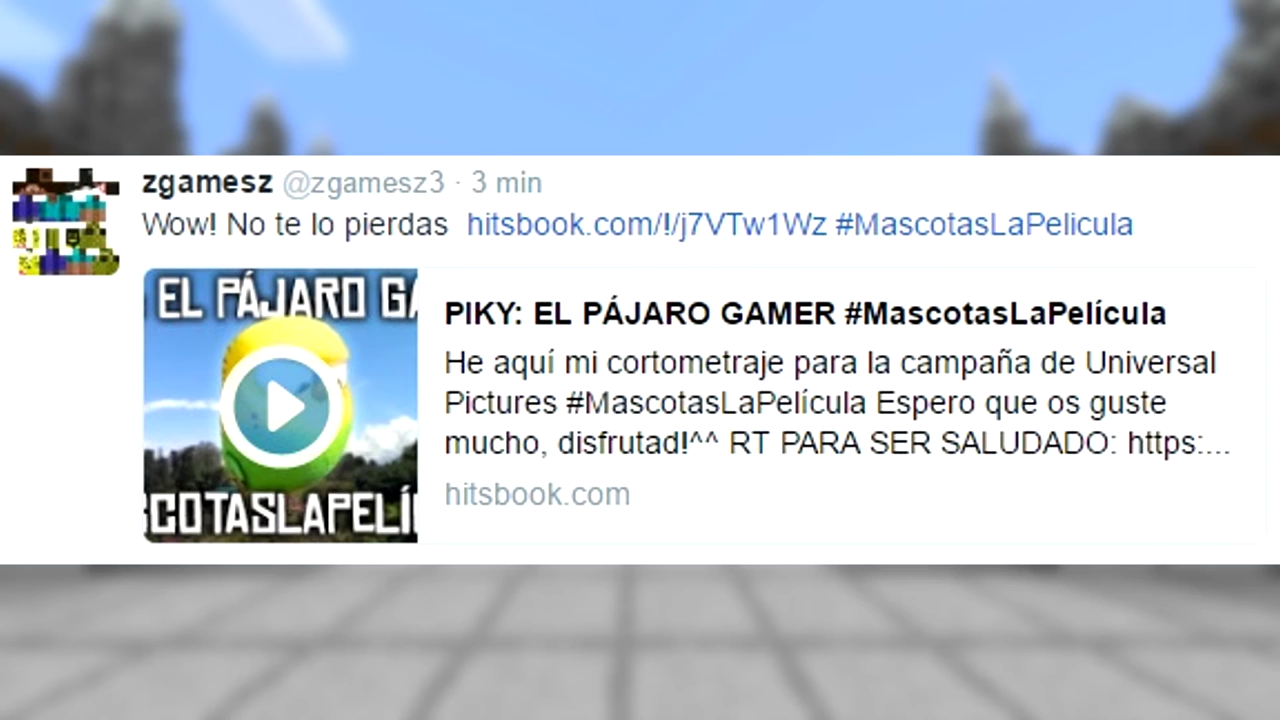 zgamesz @zgamesz3 · 3 min
Wow! No te lo pierdas hitsbook.com/!/j7VTw1Wz #MascotasLaPelicula
EL PÁJARO GA
PIKY: EL PÁJARO GAMER #MascotasLaPelícula
He aquí mi cortometraje para la campaña de Universal
Pictures #MascotasLaPelícula Espero que os guste
mucho, disfrutad!^^ RT PARA SER SALUDADO: https:...
SCOTASLAPELÍ
hitsbook.com